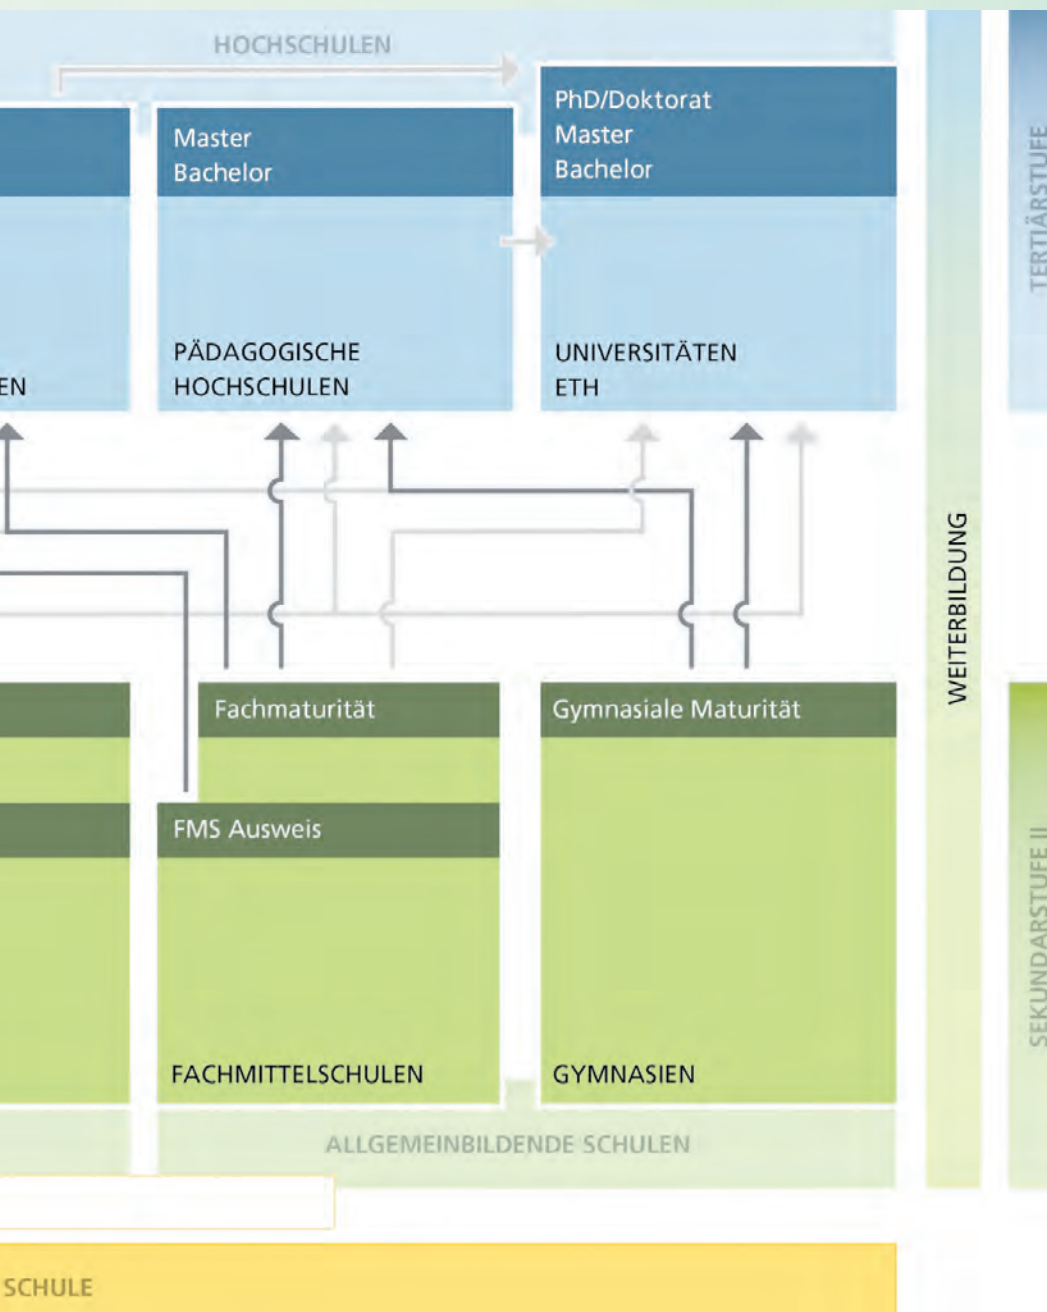 HOCHSCHULEN
Master
Bachelor
PhD/Doktorat
Master
Bachelor
TERTIÄRSTUFE
EN
PÄDAGOGISCHE
HOCHSCHULEN
UNIVERSITÄTEN
ETH
WEITERBILDUNG
Fachmaturität
Gymnasiale Maturität
FMS Ausweis
SEKUNDARSTUFE II
FACHMITTELSCHULEN
GYMNASIEN
ALLGEMEINBILDENDE SCHULEN
SCHULE